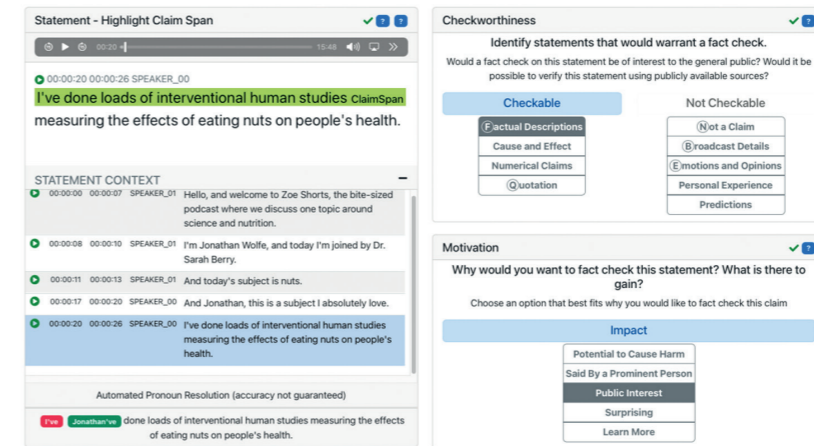 Statement - Highlight Claim Span
00:20
15:48
00:00:20 00:00:26 SPEAKER_00
I've done loads of interventional human studies ClaimSpan
measuring the effects of eating nuts on people's health.
STATEMENT CONTEXT
00:00:00 00:00:07 SPEAKER_01 Hello, and welcome to Zoe Shorts, the bite-sized
podcast where we discuss one topic around
science and nutrition.
00:00:08 00:00:10 SPEAKER_01 I'm Jonathan Wolfe, and today I'm joined by Dr.
Sarah Berry.
00:00:11 00:00:13 SPEAKER_01 And today's subject is nuts.
00:00:17 00:00:20 SPEAKER_00 And Jonathan, this is a subject I absolutely love.
00:00:20 00:00:26 SPEAKER_00 I've done loads of interventional human studies
measuring the effects of eating nuts on people's
health.
Automated Pronoun Resolution (accuracy not guaranteed)
I've Jonathan've done loads of interventional human studies measuring the effects
of eating nuts on people's health.
Checkworthiness
Identify statements that would warrant a fact check.
Would a fact check on this statement be of interest to the general public? Would it be
possible to verify this statement using publicly available sources?
Checkable
Factual Descriptions
Cause and Effect
Numerical Claims
Quotation
Not Checkable
Not a Claim
Broadcast Details
Emotions and Opinions
Personal Experience
Predictions
Motivation
Why would you want to fact check this statement? What is there to
gain?
Choose an option that best fits why you would like to fact check this claim
Impact
Potential to Cause Harm
Said By a Prominent Person
Public Interest
Surprising
Learn More